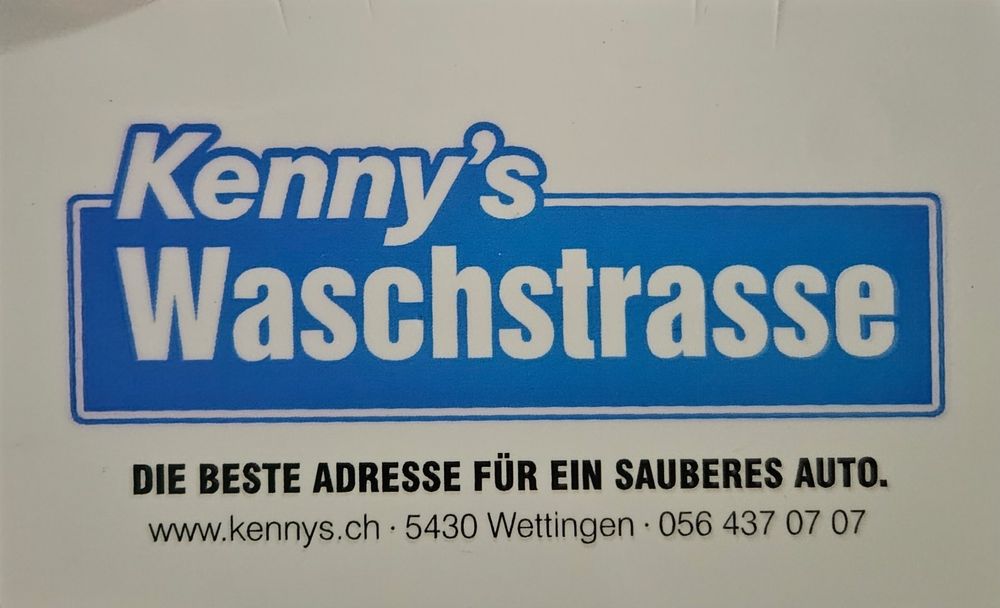 Kenny's
Waschstrasse
DIE BESTE ADRESSE FÜR EIN SAUBERES AUTO.
www.kennys.ch · 5430 Wettingen · 056 437 07 07